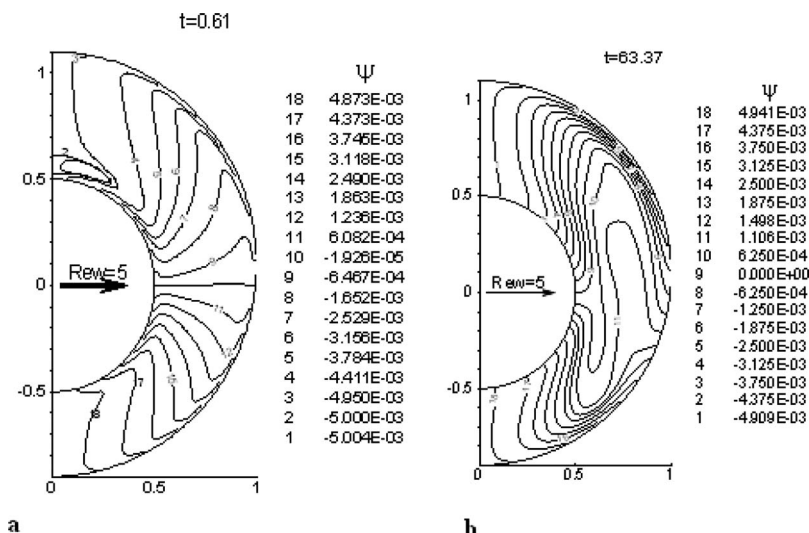 t=0.61
Ψ
18 4.873E-03
17 4.373E-03
16 3.745E-03
15 3.118E-03
14 2.490E-03
13 1.863E-03
12 1.236E-03
11 6.082E-04
10 -1.926E-05
9 -6.467E-04
8 -1.652E-03
7 -2.529E-03
6 -3.156E-03
5 -3.784E-03
4 -4.411E-03
3 -4.950E-03
2 -5.000E-03
1 -5.004E-03
1
0.5
0
-0.5
0
0.5
1
Rew=5
a
t=63.37
Ψ
18 4.941E-03
17 4.375E-03
16 3.750E-03
15 3.125E-03
14 2.500E-03
13 1.875E-03
12 1.498E-03
11 1.106E-03
10 6.250E-04
9 0.000E+00
8 -6.250E-04
7 -1.250E-03
6 -1.875E-03
5 -2.500E-03
4 -3.125E-03
3 -3.750E-03
2 -4.375E-03
1 -4.909E-03
1
0.5
0
-0.5
0
0.5
1
Rew=5
b